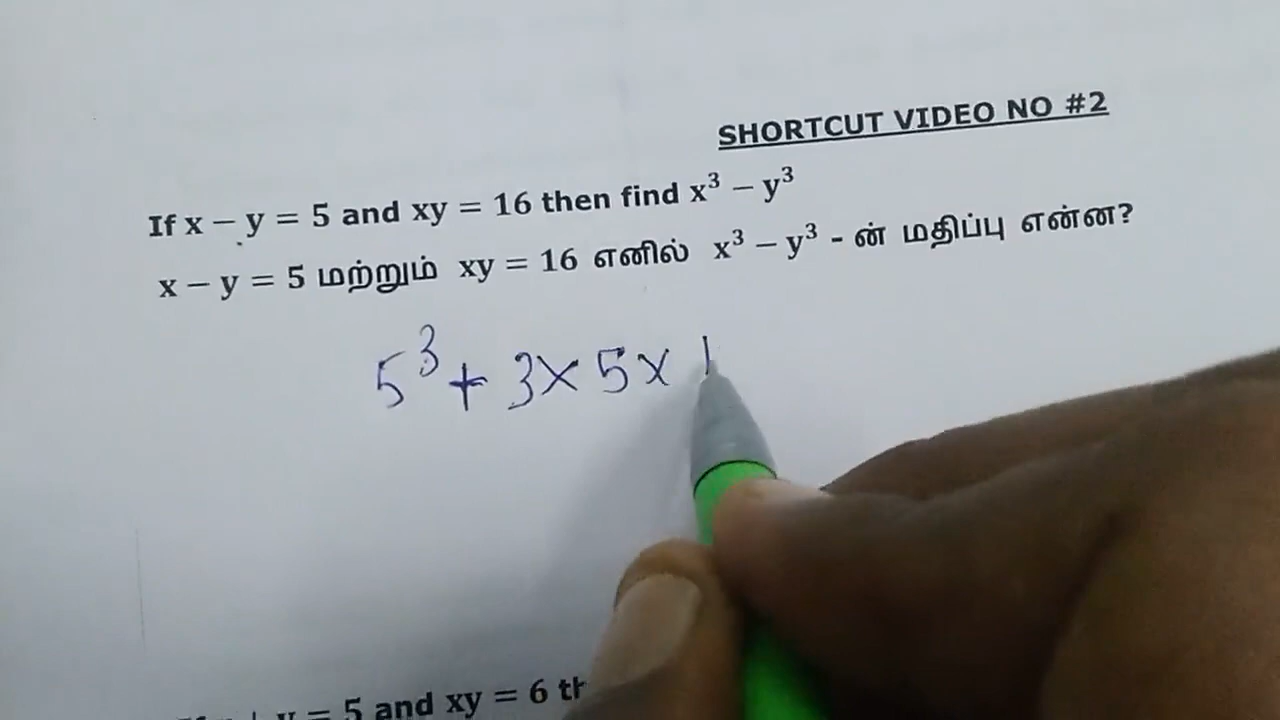 SHORTCUT VIDEO NO #2
If x − y = 5 and xy = 16 then find x³ − y³
x − y = 5 மற்றும் xy = 16 எனில் x³ − y³ - ன் மதிப்பு என்ன?
5³ + 3 × 5 × 1
y = 5 and xy = 6